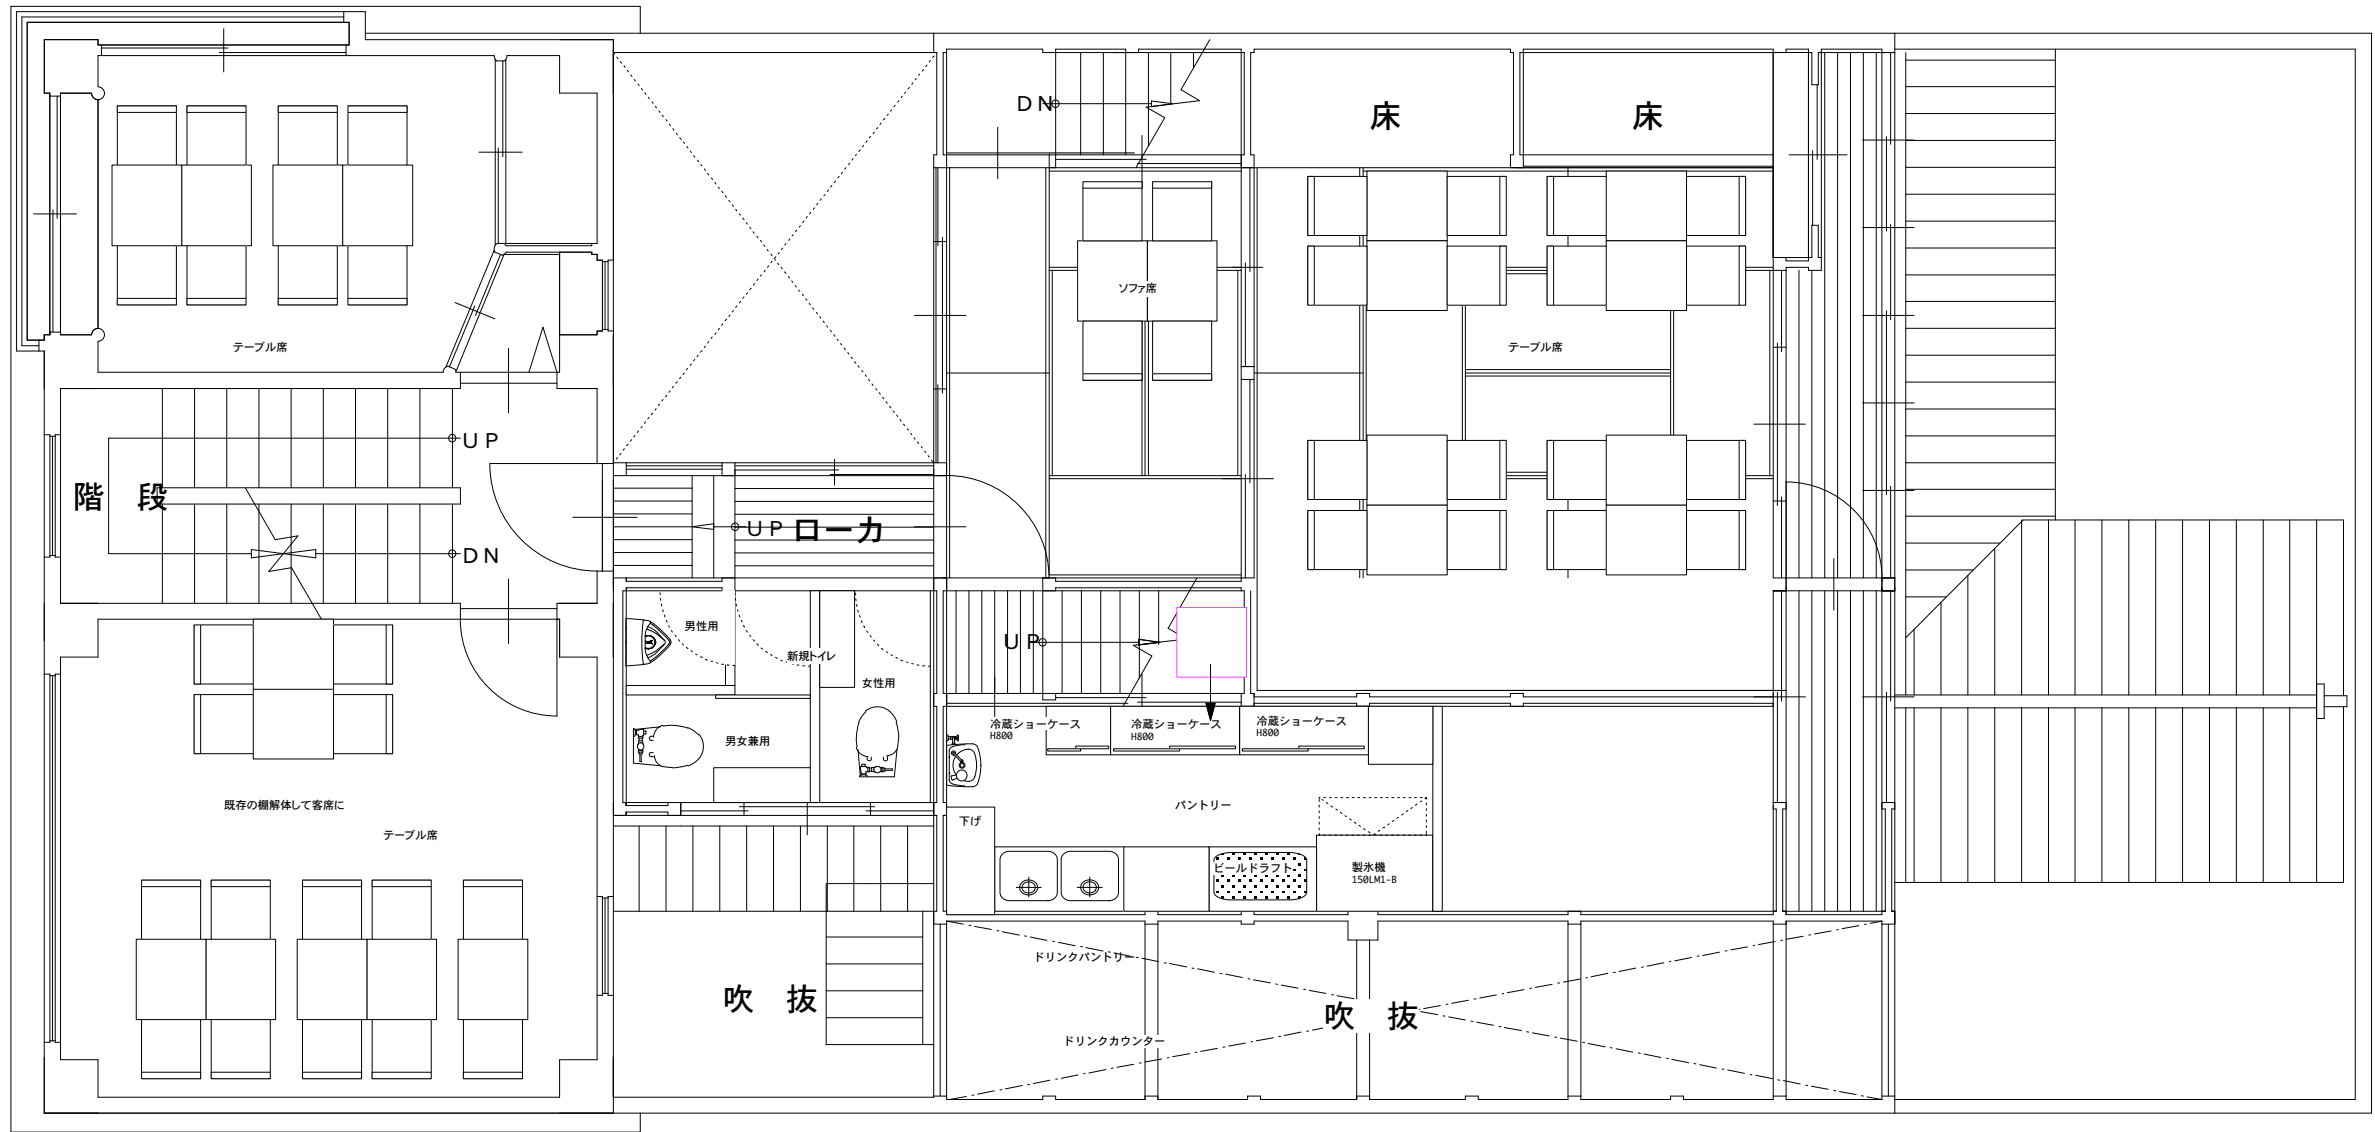 DN
床
床
ソファ席
テーブル席
テーブル席
UP
階 段
UP ローカ
DN
男性用
新規トイレ
UP
女性用
冷蔵ショーケース
H800
冷蔵ショーケース
H800
冷蔵ショーケース
H800
男女兼用
既存の棚解体して客席に
パントリー
下げ
テーブル席
ビールドラフト
製氷機
150LM1-B
ドリンクパントリー
吹 抜
吹 抜
ドリンクカウンター